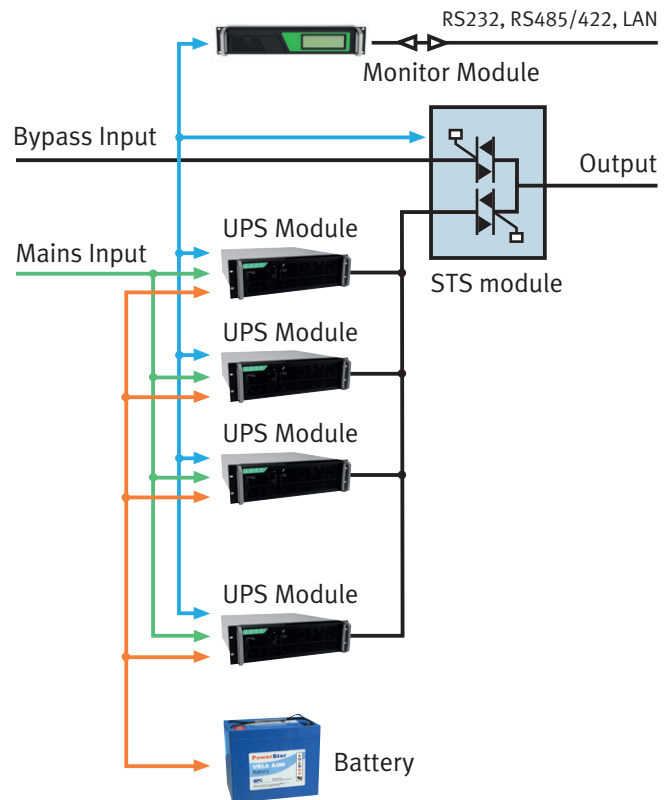 RS232, RS485/422, LAN
Monitor Module
Bypass Input
Output
UPS Module
Mains Input
STS module
UPS Module
UPS Module
UPS Module
PowerStar
VRLA AGM
Battery
Battery